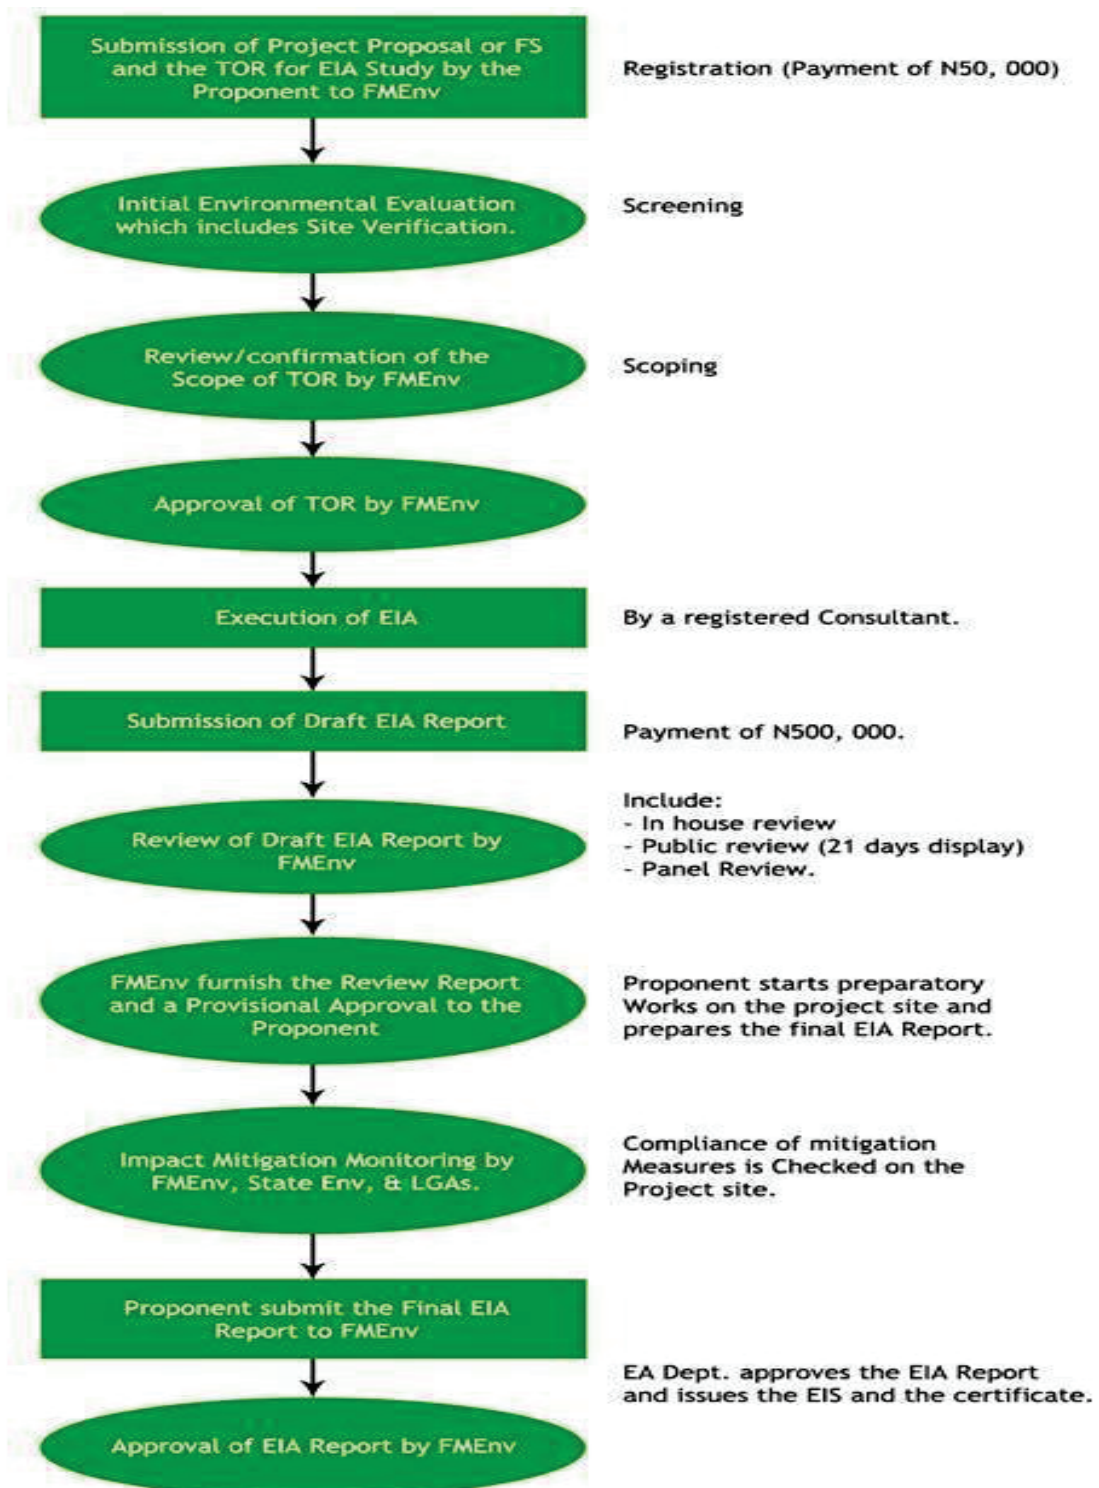 Submission of Project Proposal or FS
and the TOR for EIA Study by the
Proponent to FMEnv
Registration (Payment of N50, 000)
Initial Environmental Evaluation
which includes Site Verification.
Screening
Review/confirmation of the
Scope of TOR by FMEnv
Scoping
Approval of TOR by FMEnv
Execution of EIA
By a registered Consultant.
Submission of Draft EIA Report
Payment of N500, 000.
Review of Draft EIA Report by
FMEnv
Include:
- In house review
- Public review (21 days display)
- Panel Review.
FMEnv furnish the Review Report
and a Provisional Approval to the
Proponent
Proponent starts preparatory
Works on the project site and
prepares the final EIA Report.
Impact Mitigation Monitoring by
FMEnv, State Env, & LGAs.
Compliance of mitigation
Measures is Checked on the
Project site.
Proponent submit the Final EIA
Report to FMEnv
EA Dept. approves the EIA Report
and issues the EIS and the certificate.
Approval of EIA Report by FMEnv